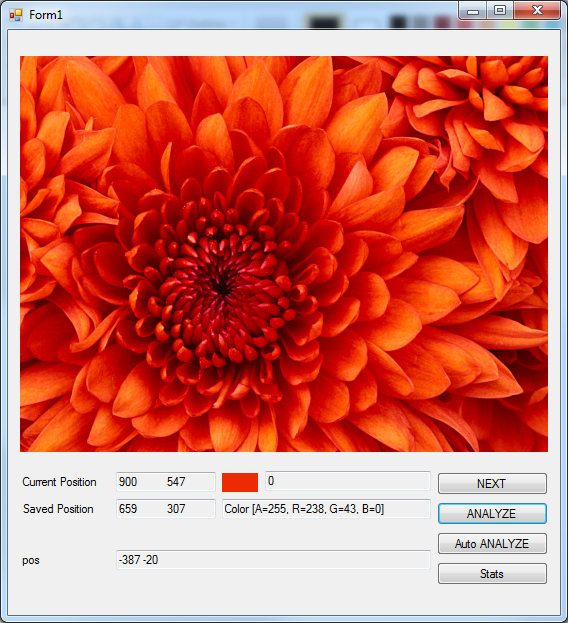 Form1
Current Position 900 547 0 NEXT
Saved Position 659 307 Color [A=255, R=238, G=43, B=0] ANALYZE
Auto ANALYZE
pos -387 -20
Stats